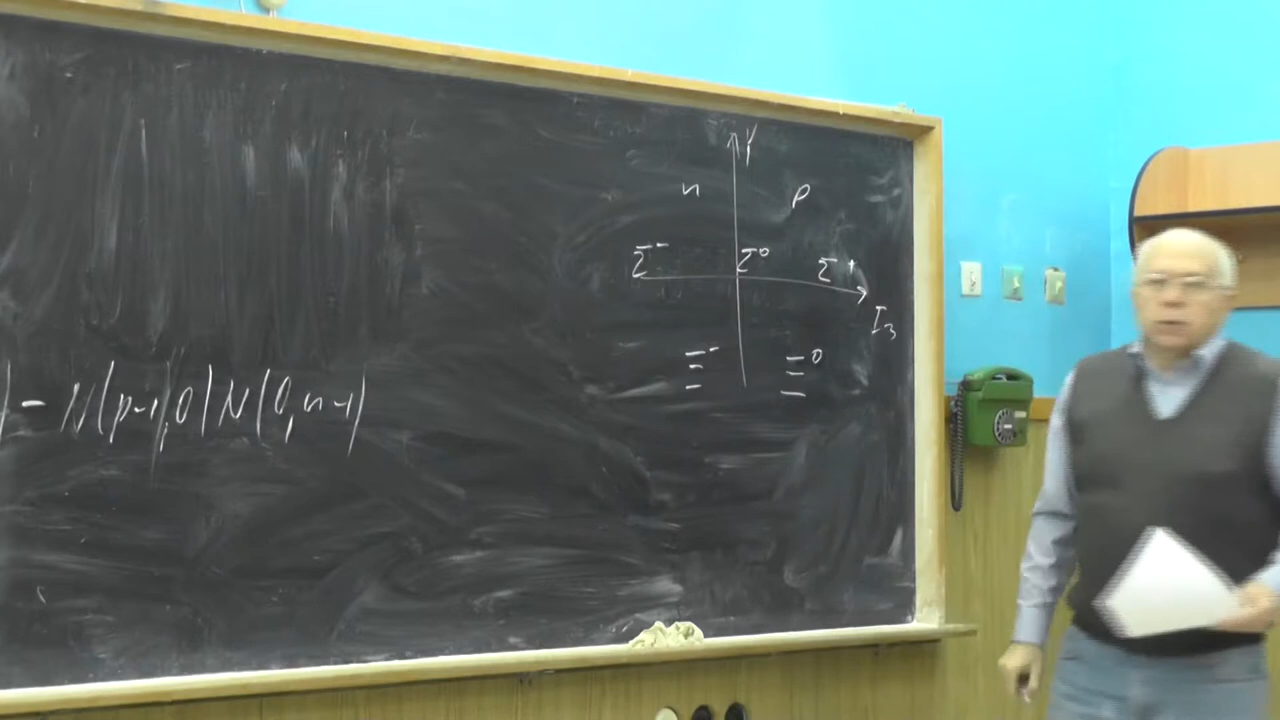 ) - N(p-1,0) N(0,n-1)
Y
n p
Σ⁻ Σ⁰ Σ⁺
I₃
Ξ⁻ Ξ⁰